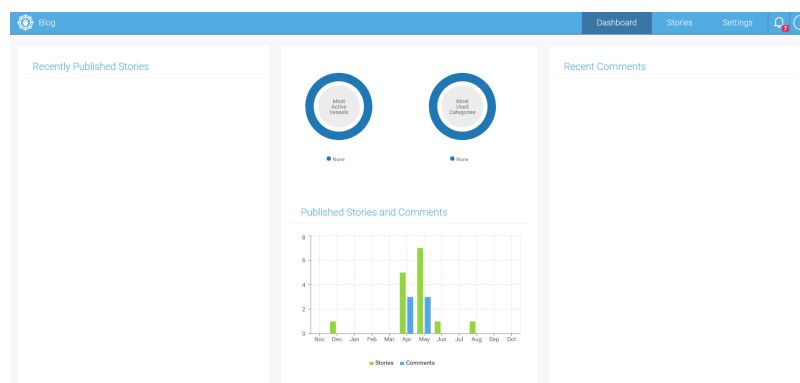 Blog
Dashboard
Stories
Settings
7
Recently Published Stories
Most
Active
Vessels
Most
Used
Categories
None
None
Recent Comments
Published Stories and Comments
8
6
4
2
0
Nov Dec Jan Feb Mar Apr May Jun Jul Aug Sep Oct
Stories Comments